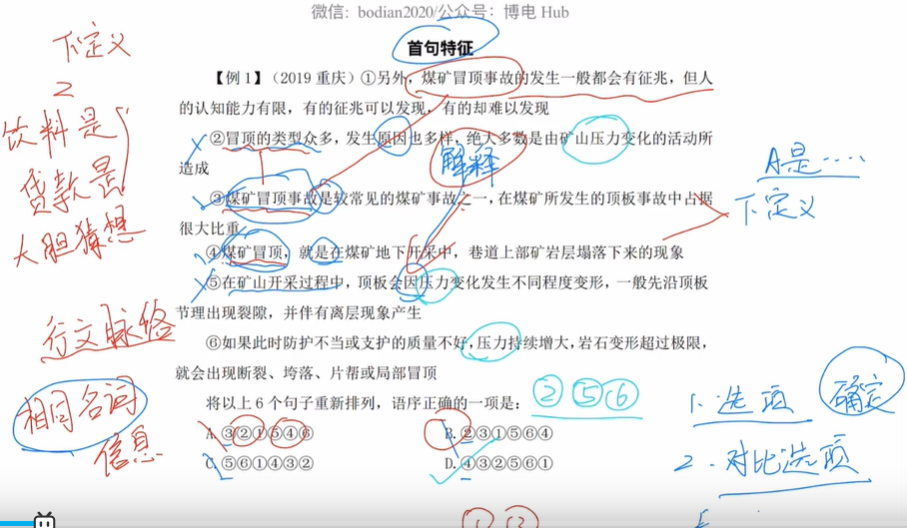 微信: bodian2020/公众号: 博电 Hub
首句特征
【例 1】（2019 重庆）①另外，煤矿冒顶事故的发生一般都会有征兆，但人
的认知能力有限，有的征兆可以发现，有的却难以发现
②冒顶的类型众多，发生原因也多样，绝大多数是由矿山压力变化的活动所
造成
③煤矿冒顶事故是较常见的煤矿事故之一，在煤矿所发生的顶板事故中占据
很大比重
④煤矿冒顶，就是在煤矿地下开采中，巷道上部矿岩层塌落下来的现象
⑤在矿山开采过程中，顶板会因压力变化发生不同程度变形，一般先沿顶板
节理出现裂隙，并伴有离层现象产生
⑥如果此时防护不当或支护的质量不好，压力持续增大，岩石变形超过极限，
就会出现断裂、垮落、片帮或局部冒顶
将以上 6 个句子重新排列，语序正确的一项是：
A. ③②①⑤④⑥
B. ②③①⑤⑥④
C. ⑤⑥①④③②
D. ④③②⑤⑥①
下定义
饮料是
贷款是
大胆猜想
行文脉络
相同名词
信息
解释
A是....
下定义
②⑤⑥
1. 选项
确定
2. 对比选项